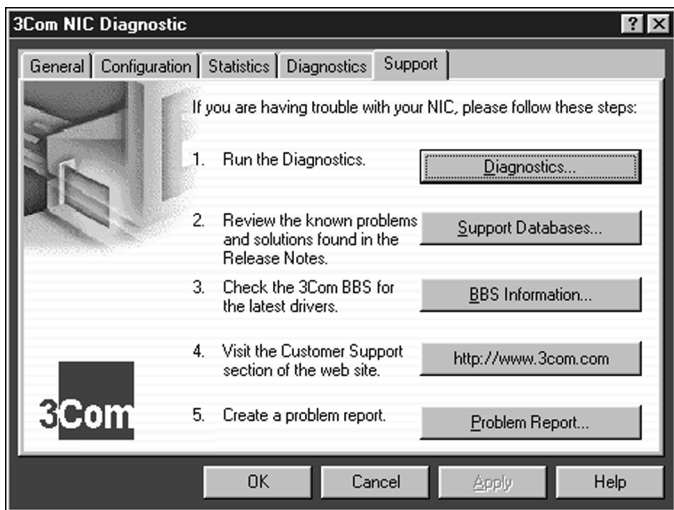 3Com NIC Diagnostic
General Configuration Statistics Diagnostics Support
If you are having trouble with your NIC, please follow these steps:
1. Run the Diagnostics.
Diagnostics...
2. Review the known problems
and solutions found in the
Release Notes.
Support Databases...
3. Check the 3Com BBS for
the latest drivers.
BBS Information...
4. Visit the Customer Support
section of the web site.
http://www.3com.com
5. Create a problem report.
Problem Report...
3Com
OK Cancel Apply Help